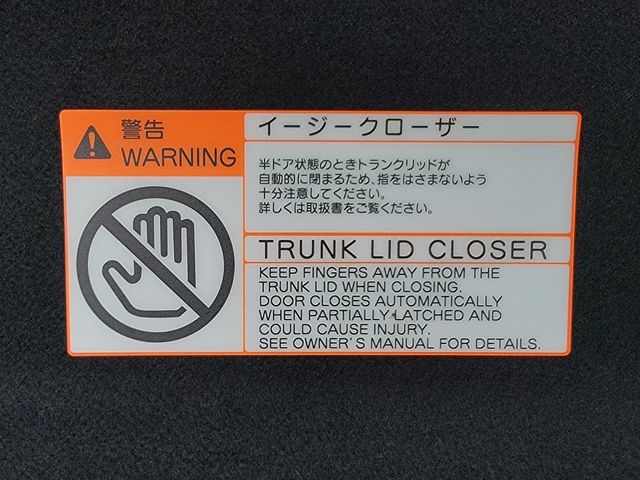 警告
WARNING
イージークローザー
半ドア状態のときトランクリッドが
自動的に閉まるため、指をはさまないよう
十分注意してください。
詳しくは取扱書をご覧ください。
TRUNK LID CLOSER
KEEP FINGERS AWAY FROM THE
TRUNK LID WHEN CLOSING.
DOOR CLOSES AUTOMATICALLY
WHEN PARTIALLY LATCHED AND
COULD CAUSE INJURY.
SEE OWNER'S MANUAL FOR DETAILS.